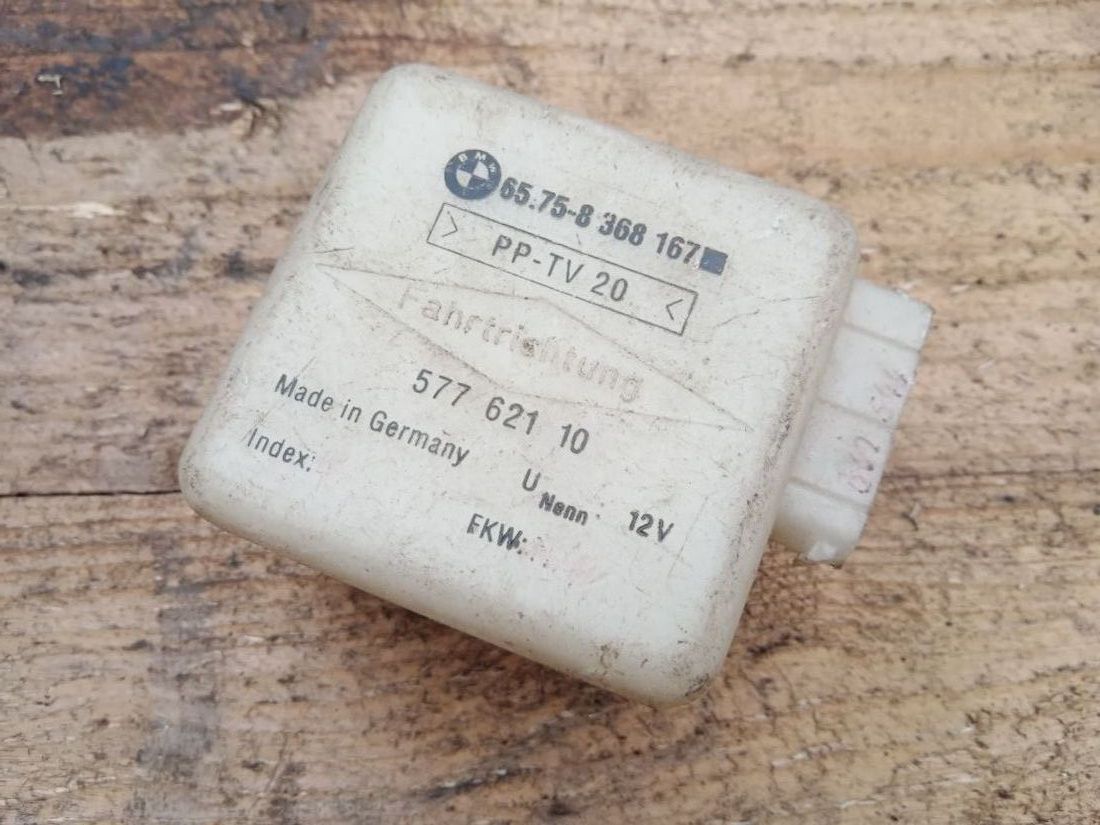 BMW 65.75-8 368 167
> PP-TV 20 <
Fahrtrichtung
577 621 10
Made in Germany
U Nenn 12V
Index:
FKW: